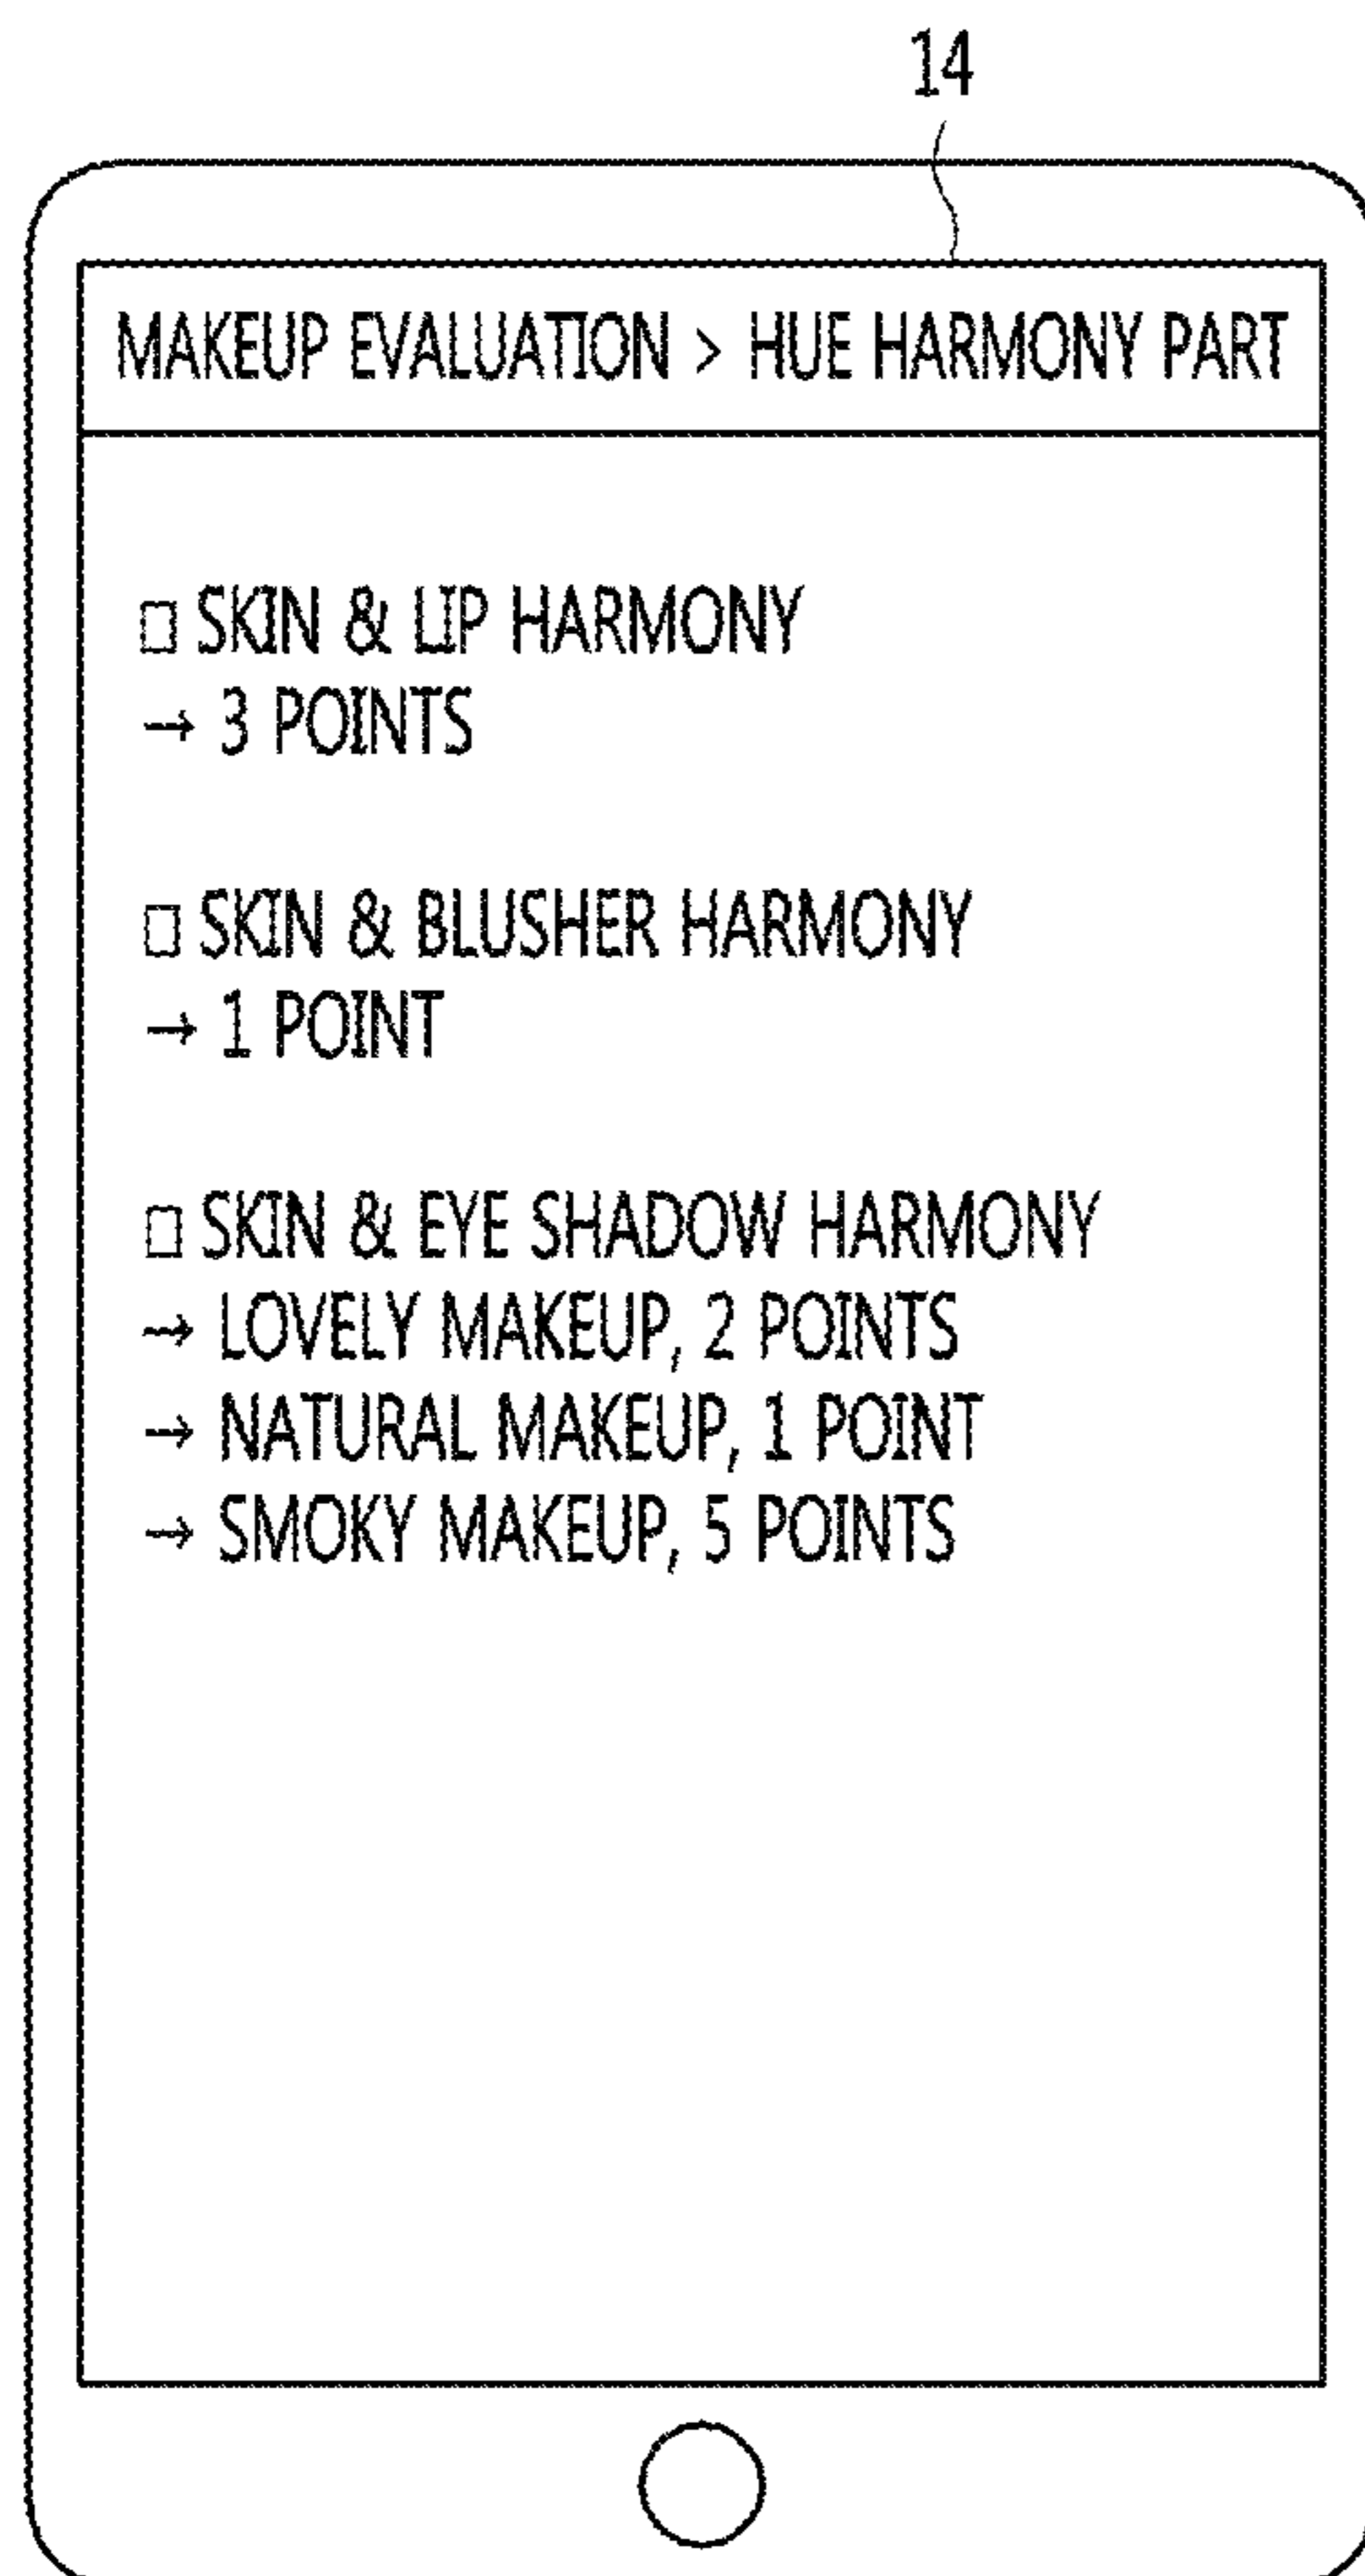 14
MAKEUP EVALUATION > HUE HARMONY PART
□ SKIN & LIP HARMONY
→ 3 POINTS
□ SKIN & BLUSHER HARMONY
→ 1 POINT
□ SKIN & EYE SHADOW HARMONY
→ LOVELY MAKEUP, 2 POINTS
→ NATURAL MAKEUP, 1 POINT
→ SMOKY MAKEUP, 5 POINTS